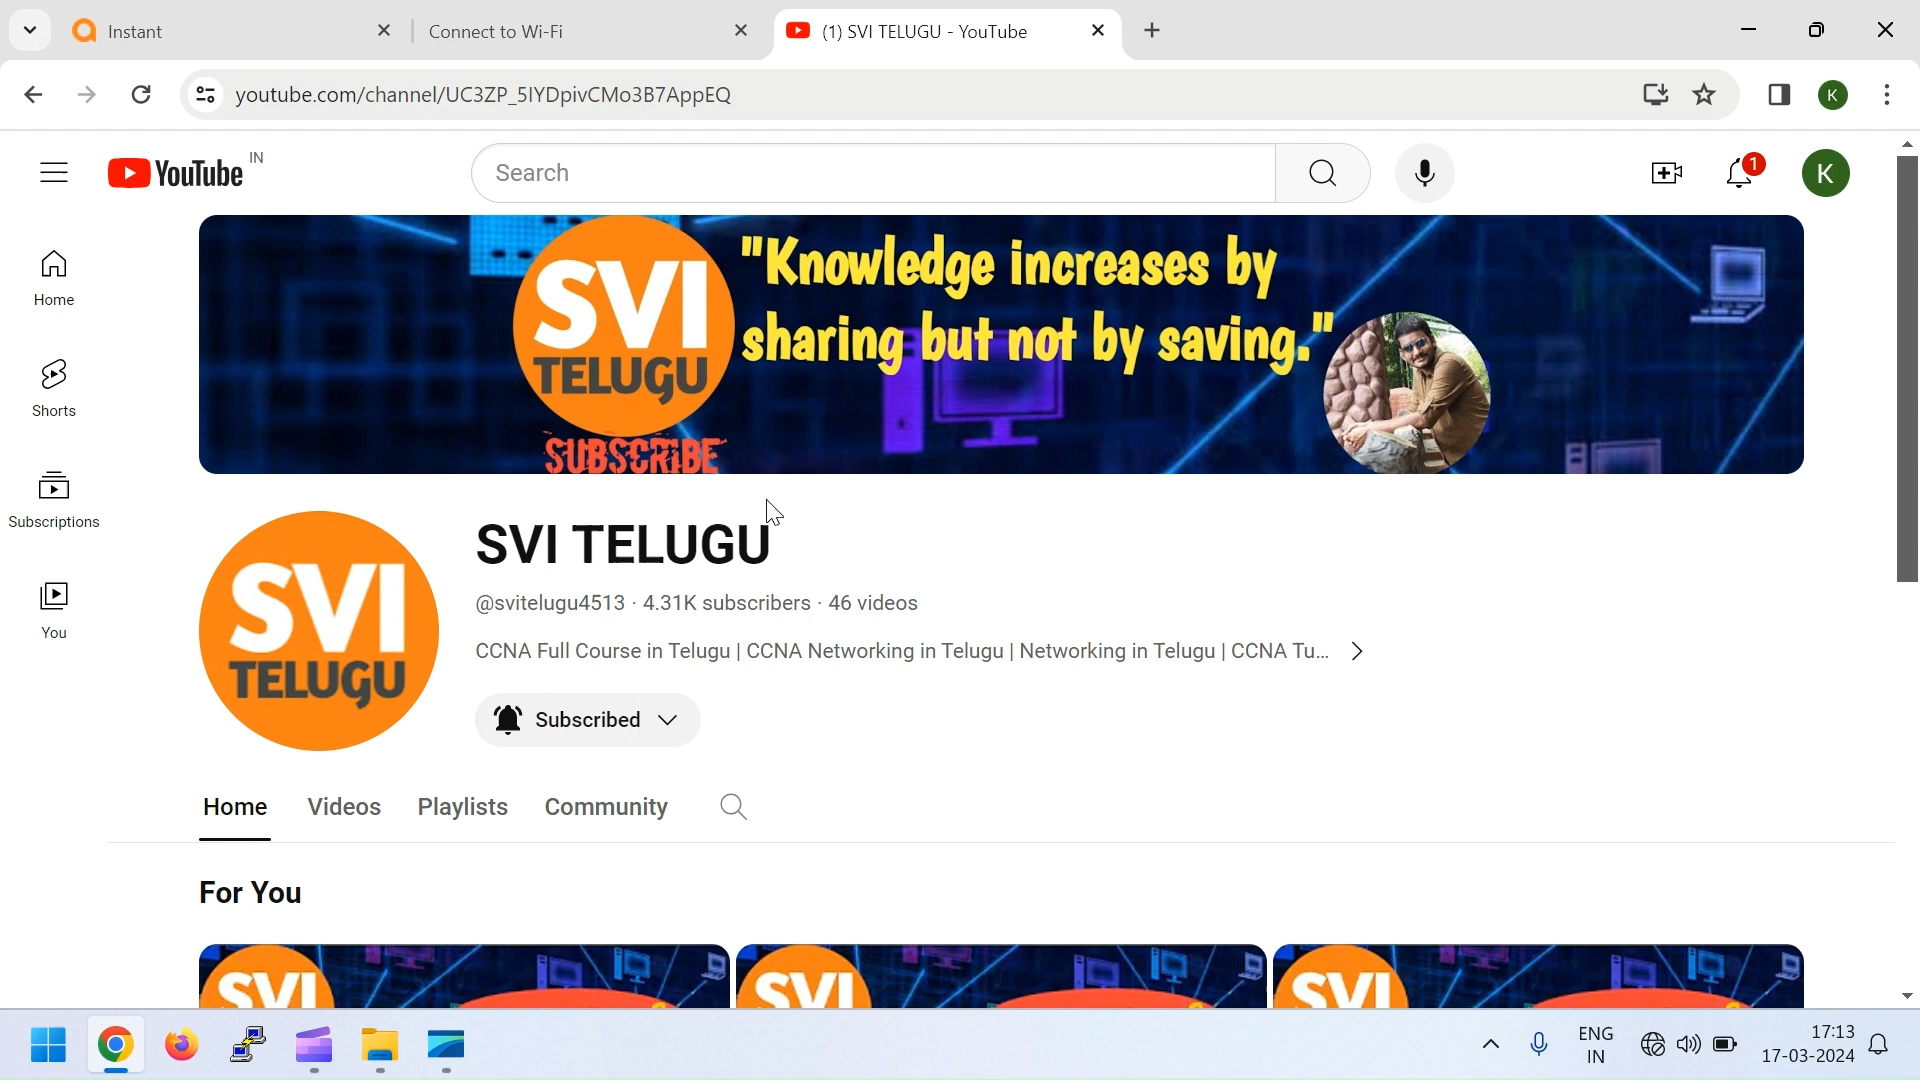 Instant
Connect to Wi-Fi
(1) SVI TELUGU - YouTube
youtube.com/channel/UC3ZP_5IYDpivCMo3B7AppEQ
K
YouTube IN
Search
1
K
Home
Shorts
Subscriptions
You
SVI
TELUGU
SUBSCRIBE
"Knowledge increases by
sharing but not by saving."
SVI
TELUGU
SVI TELUGU
@svitelugu4513 · 4.31K subscribers · 46 videos
CCNA Full Course in Telugu | CCNA Networking in Telugu | Networking in Telugu | CCNA Tu...
Subscribed
Home Videos Playlists Community
For You
SVI
SVI
SVI
ENG
IN
17:13
17-03-2024